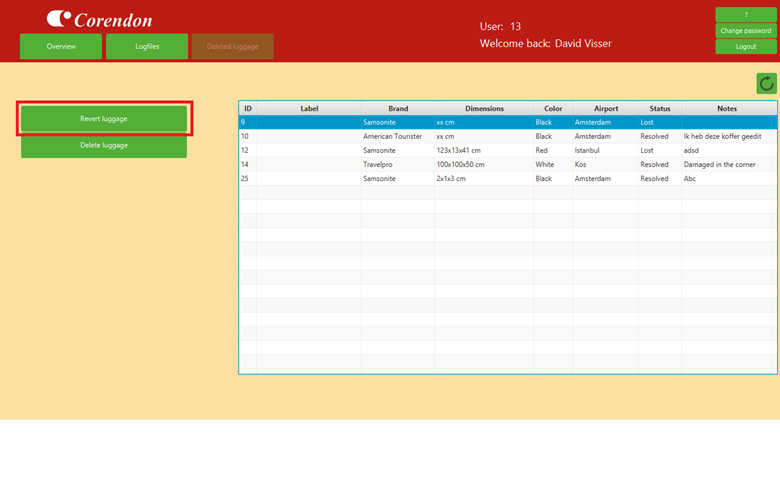 Corendon
User: 13
Welcome back: David Visser
?
Change password
Logout
Overview Logfiles Deleted luggage
Revert luggage
Delete luggage
ID Label Brand Dimensions Color Airport Status Notes
9 Samsonite xx cm Black Amsterdam Lost
10 American Tourister xx cm Black Amsterdam Resolved Ik heb deze koffer geedit
12 Samsonite 123x13x41 cm Red Istanbul Lost adsd
14 Travelpro 100x100x50 cm White Kos Resolved Damaged in the corner
25 Samsonite 2x1x3 cm Black Amsterdam Resolved Abc